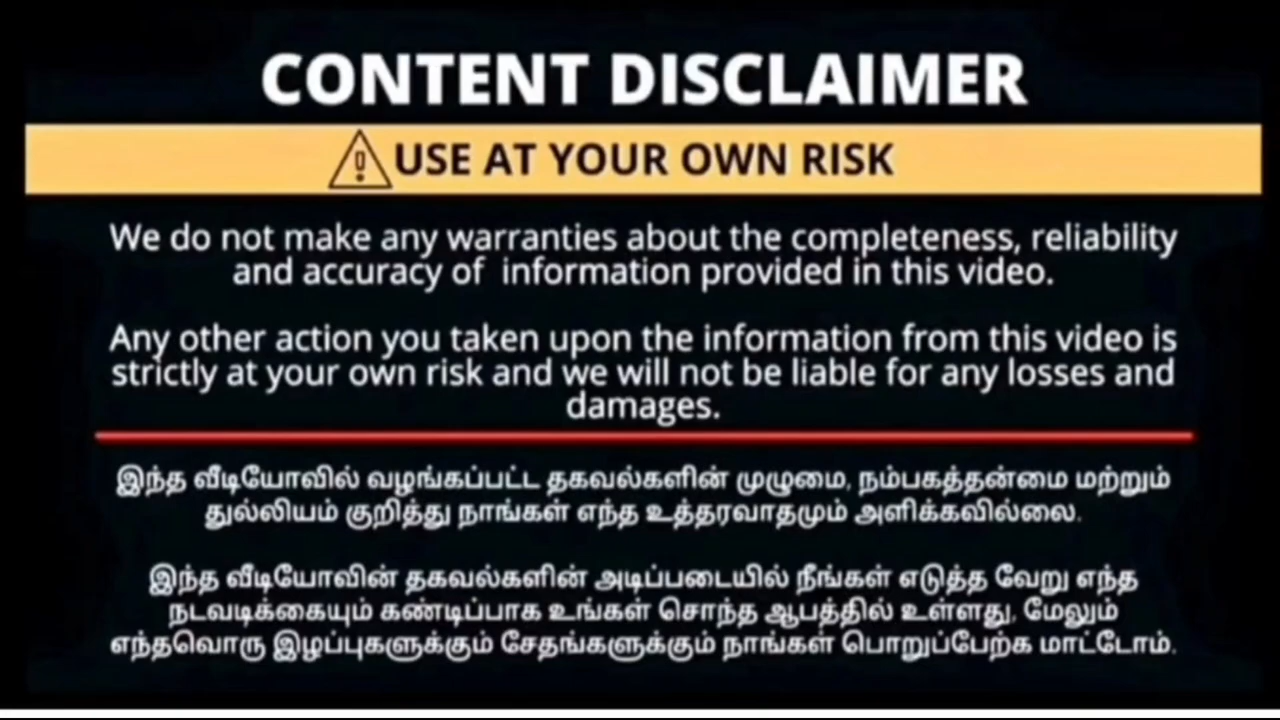 CONTENT DISCLAIMER
USE AT YOUR OWN RISK
We do not make any warranties about the completeness, reliability
and accuracy of information provided in this video.
Any other action you taken upon the information from this video is
strictly at your own risk and we will not be liable for any losses and
damages.
இந்த வீடியோவில் வழங்கப்பட்ட தகவல்களின் முழுமை, நம்பகத்தன்மை மற்றும்
துல்லியம் குறித்து நாங்கள் எந்த உத்தரவாதமும் அளிக்கவில்லை.
இந்த வீடியோவின் தகவல்களின் அடிப்படையில் நீங்கள் எடுத்த வேறு எந்த
நடவடிக்கையும் கண்டிப்பாக உங்கள் சொந்த ஆபத்தில் உள்ளது, மேலும்
எந்தவொரு இழப்புகளுக்கும் சேதங்களுக்கும் நாங்கள் பொறுப்பேற்க மாட்டோம்.